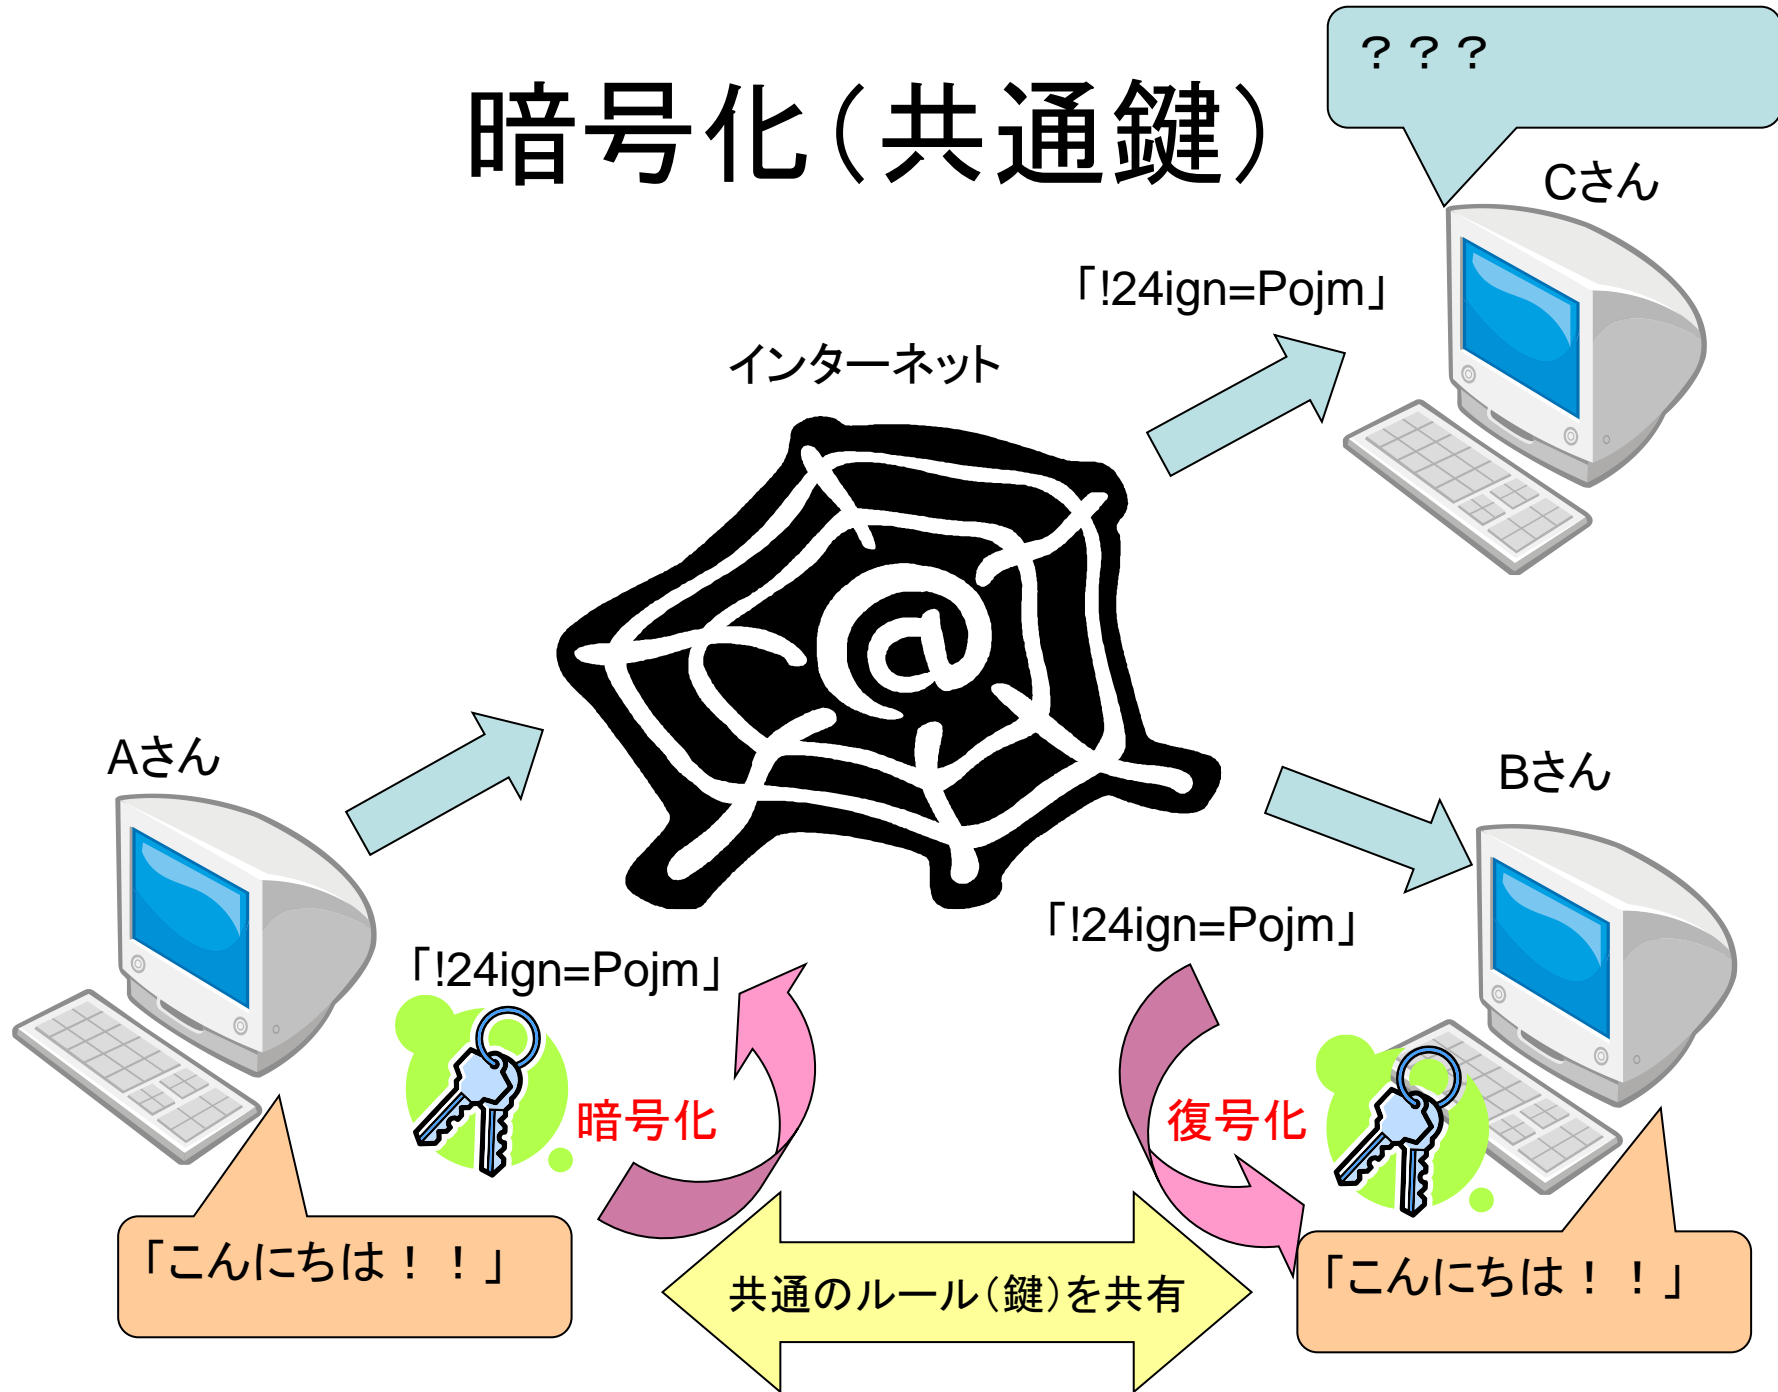 ？？？
暗号化（共通鍵）
Cさん
「!24ign=Pojm」
インターネット
Aさん
Bさん
「!24ign=Pojm」
「!24ign=Pojm」
暗号化
復号化
「こんにちは！！」
共通のルール（鍵）を共有
「こんにちは！！」